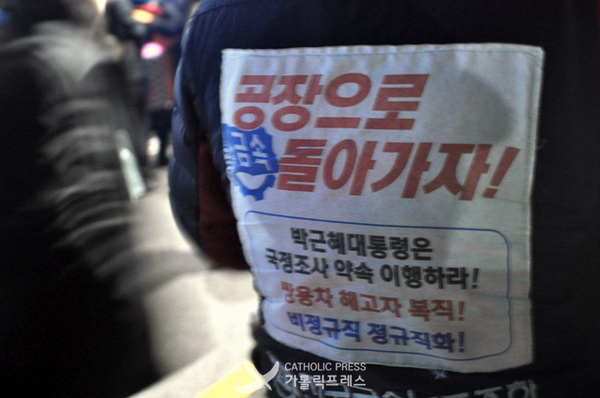 공장으로
금속
돌아가자!
박근혜대통령은
국정조사 약속 이행하라!
쌍용차 해고자 복직!
비정규직 정규직화!
CATHOLIC PRESS
가톨릭프레스